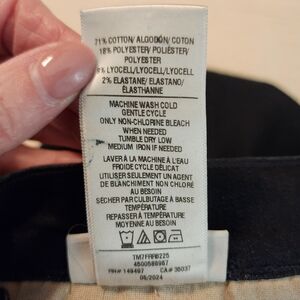 71% COTTON/ ALGODÓN/ COTON
18% POLYESTER/ POLIÉSTER/
POLYESTER
LYOCELL/LYOCELL/LYOCELL
2% ELASTANE/ ELASTANO/
ÉLASTHANNE
MACHINE WASH COLD
GENTLE CYCLE
ONLY NON-CHLORINE BLEACH
WHEN NEEDED
TUMBLE DRY LOW
MEDIUM IRON IF NEEDED
LAVER À LA MACHINE À L'EAU
FROIDE CYCLE DÉLICAT
UTILISER SEULEMENT UN AGENT
DE BLANCHIMENT NON CHLORÉ
AU BESOIN
SÉCHER PAR CULBUTAGE À BASSE
TEMPÉRATURE
REPASSER À TEMPÉRATURE
MOYENNE AU BESOIN
TM7FRRB225
4500588967
RN# 149497 CA# 36037
06/2024